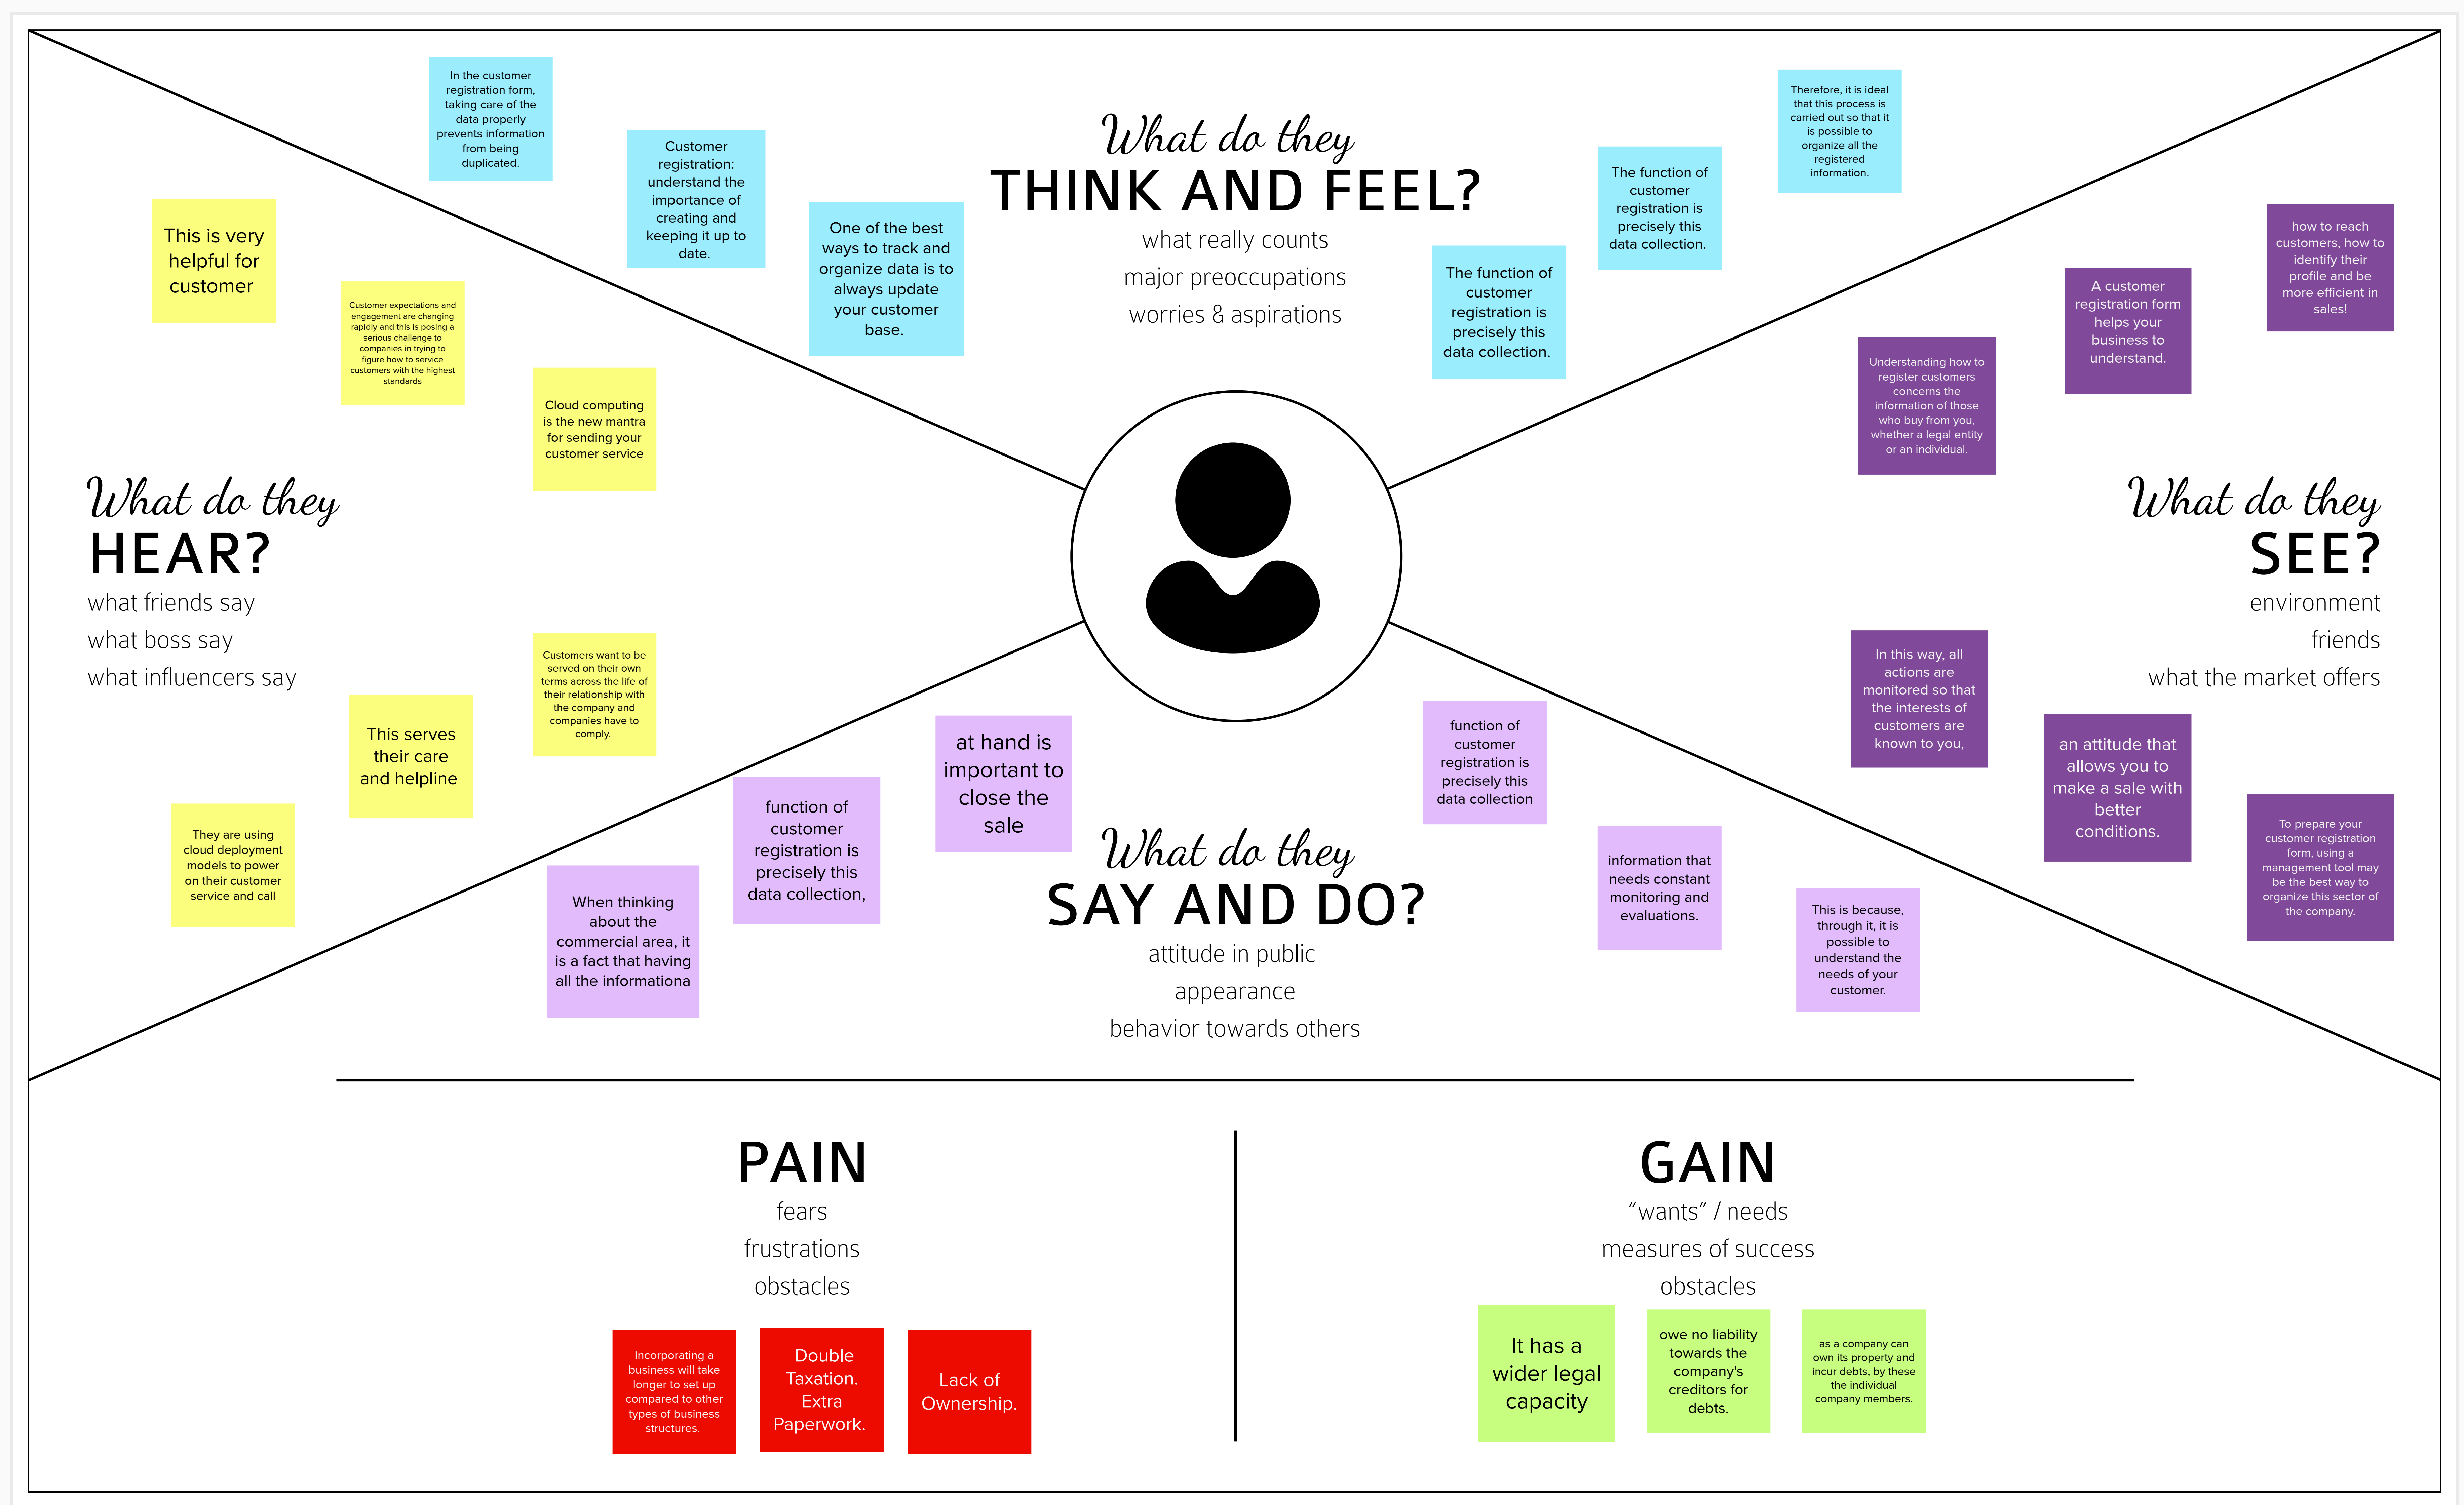 What do they
THINK AND FEEL?
what really counts
major preoccupations
worries & aspirations
In the customer
registration form,
taking care of the
data properly
prevents information
from being
duplicated.
Customer
registration:
understand the
importance of
creating and
keeping it up to
date.
One of the best
ways to track and
organize data is to
always update
your customer
base.
The function of
customer
registration is
precisely this
data collection.
The function of
customer
registration is
precisely this
data collection.
Therefore, it is ideal
that this process is
carried out so that it
is possible to
organize all the
registered
information.
This is very
helpful for
customer
Customer expectations and
engagement are changing
rapidly and this is posing a
serious challenge to
companies in trying to
figure how to service
customers with the highest
standards
Cloud computing
is the new mantra
for sending your
customer service
What do they
HEAR?
what friends say
what boss say
what influencers say
Customers want to be
served on their own
terms across the life of
their relationship with
the company and
companies have to
comply.
This serves
their care
and helpline
They are using
cloud deployment
models to power
on their customer
service and call
how to reach
customers, how to
identify their
profile and be
more efficient in
sales!
A customer
registration form
helps your
business to
understand.
Understanding how to
register customers
concerns the
information of those
who buy from you,
whether a legal entity
or an individual.
What do they
SEE?
environment
friends
what the market offers
In this way, all
actions are
monitored so that
the interests of
customers are
known to you,
an attitude that
allows you to
make a sale with
better
conditions.
To prepare your
customer registration
form, using a
management tool may
be the best way to
organize this sector of
the company.
When thinking
about the
commercial area, it
is a fact that having
all the informationa
function of
customer
registration is
precisely this
data collection,
at hand is
important to
close the
sale
What do they
SAY AND DO?
attitude in public
appearance
behavior towards others
function of
customer
registration is
precisely this
data collection
information that
needs constant
monitoring and
evaluations.
This is because,
through it, it is
possible to
understand the
needs of your
customer.
PAIN
fears
frustrations
obstacles
Incorporating a
business will take
longer to set up
compared to other
types of business
structures.
Double
Taxation.
Extra
Paperwork.
Lack of
Ownership.
GAIN
“wants” / needs
measures of success
obstacles
It has a
wider legal
capacity
owe no liability
towards the
company's
creditors for
debts.
as a company can
own its property and
incur debts, by these
the individual
company members.